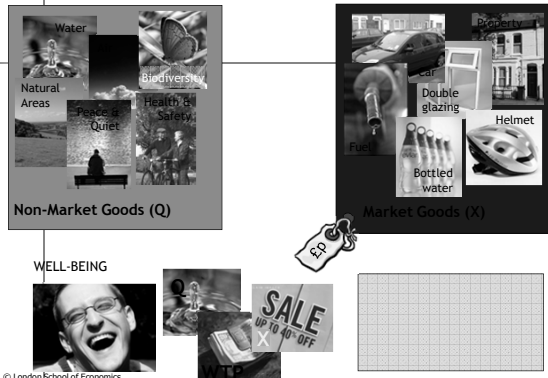 Water
Biodiversity
Natural
Areas
Peace &
Quiet
Health &
Safety
Non-Market Goods (Q)
Property
Car
Double
glazing
Fuel
Helmet
Bottled
water
Market Goods (X)
£p
WELL-BEING
Q
SALE
UP TO 40% OFF
X
WTP
© London School of Economics